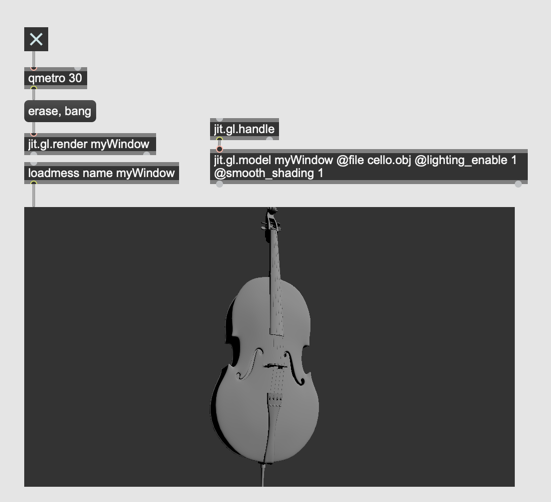 qmetro 30
erase, bang
jit.gl.render myWindow
loadmess name myWindow
jit.gl.handle
jit.gl.model myWindow @file cello.obj @lighting_enable 1
@smooth_shading 1